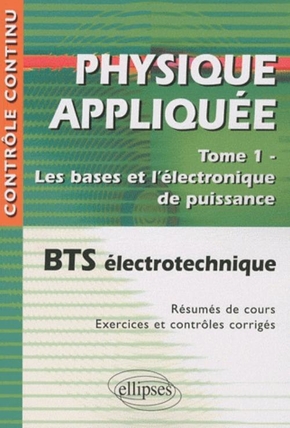 CONTRÔLE CONTINU
PHYSIQUE
APPLIQUÉE
Tome 1 -
Les bases et l'électronique
de puissance
BTS électrotechnique
Résumés de cours
Exercices et contrôles corrigés
ellipses